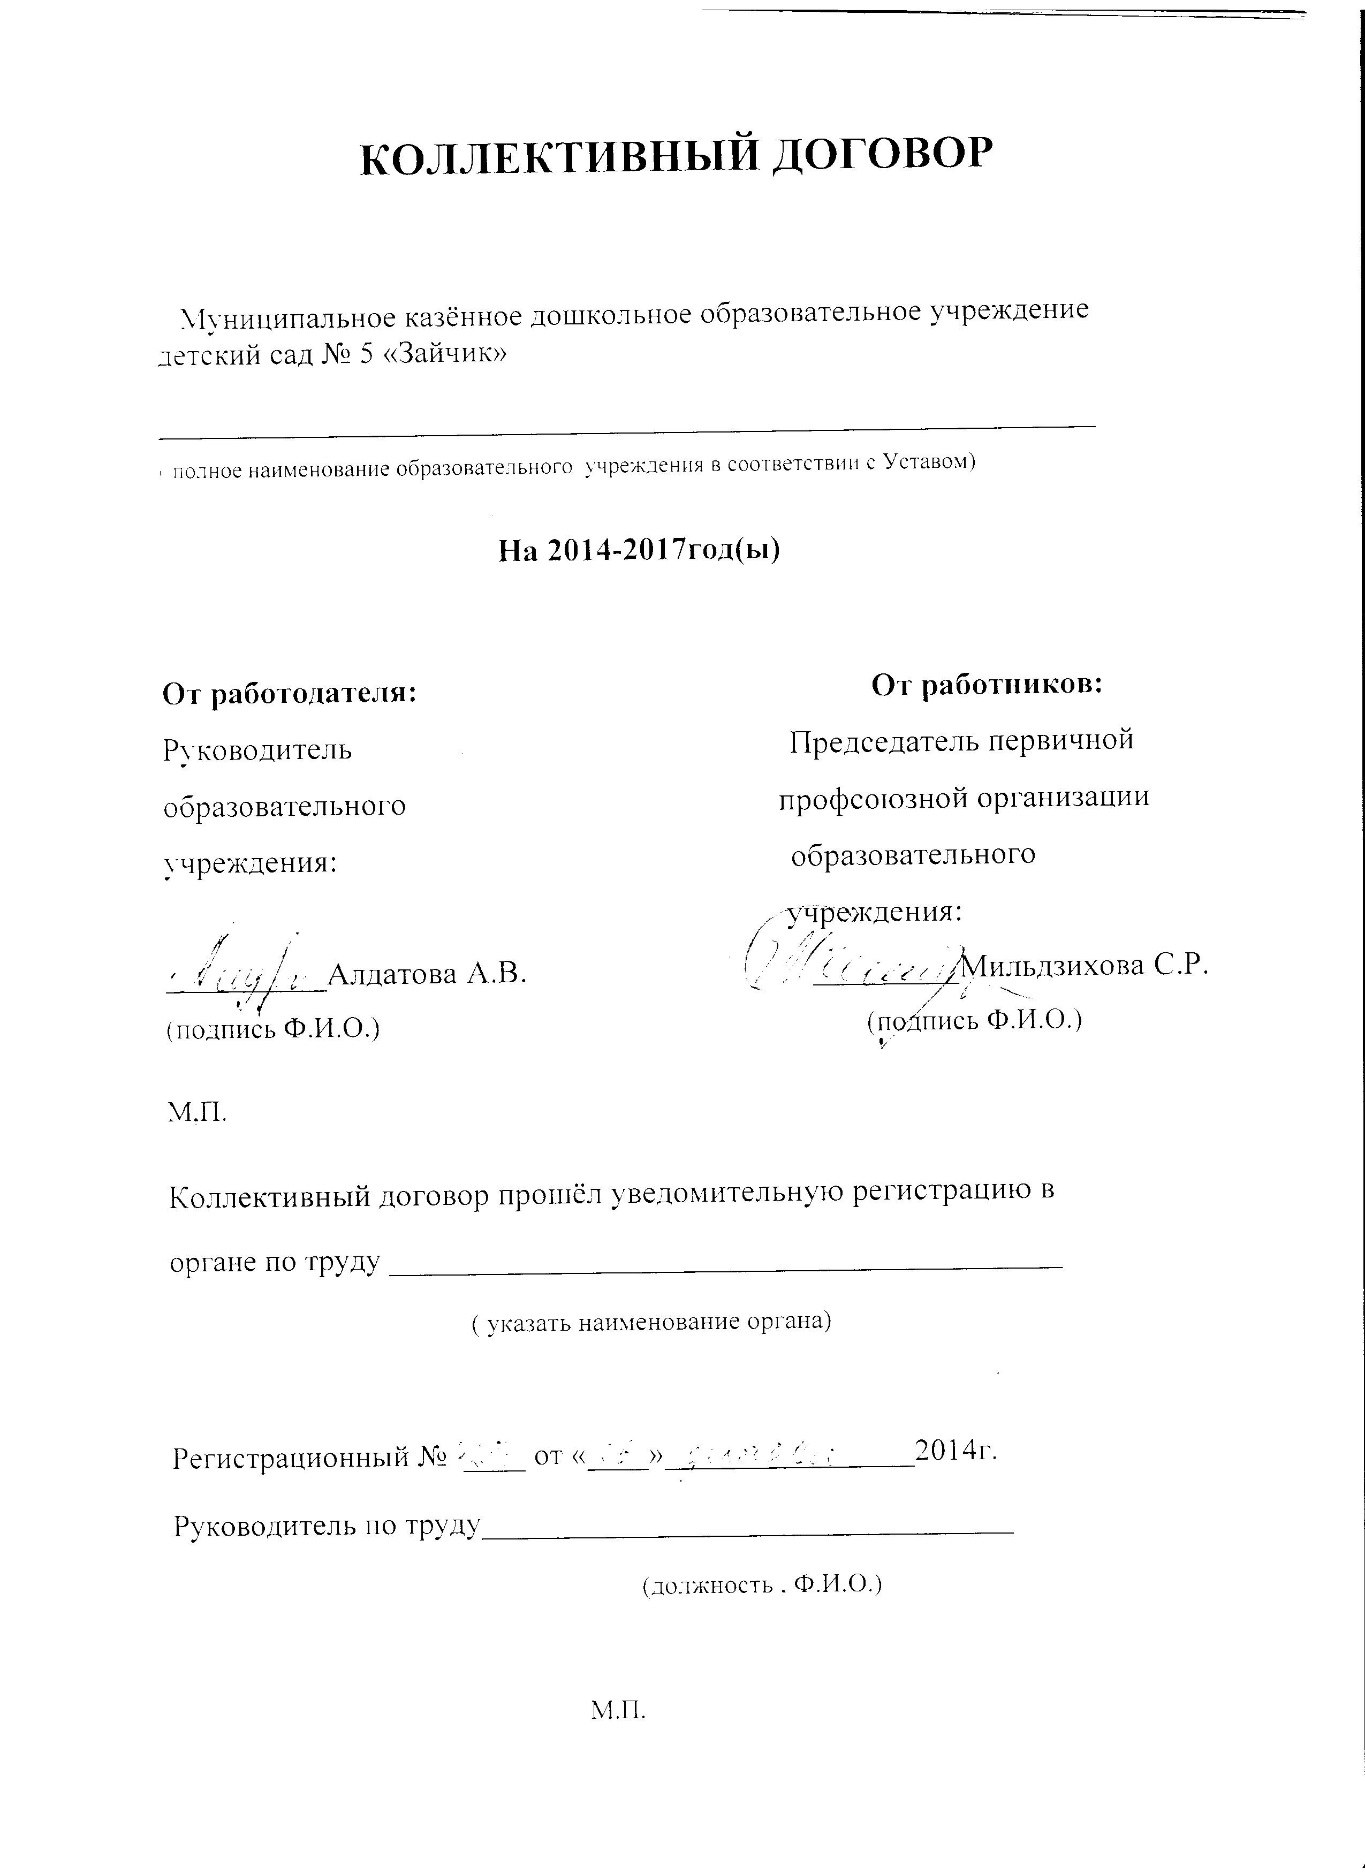 КОЛЛЕКТИВНЫЙ ДОГОВОР
Муниципальное казённое дошкольное образовательное учреждение
детский сад № 5 «Зайчик»
( полное наименование образовательного учреждения в соответствии с Уставом)
На 2014-2017год(ы)
От работодателя:
Руководитель
образовательного
учреждения:
Алдатова А.В.
(подпись Ф.И.О.)
От работников:
Председатель первичной
профсоюзной организации
образовательного
учреждения:
Мильдзихова С.Р.
(подпись Ф.И.О.)
М.П.
Коллективный договор прошёл уведомительную регистрацию в
органе по труду
( указать наименование органа)
Регистрационный № от « » 2014г.
Руководитель по труду
(должность , Ф.И.О.)
М.П.